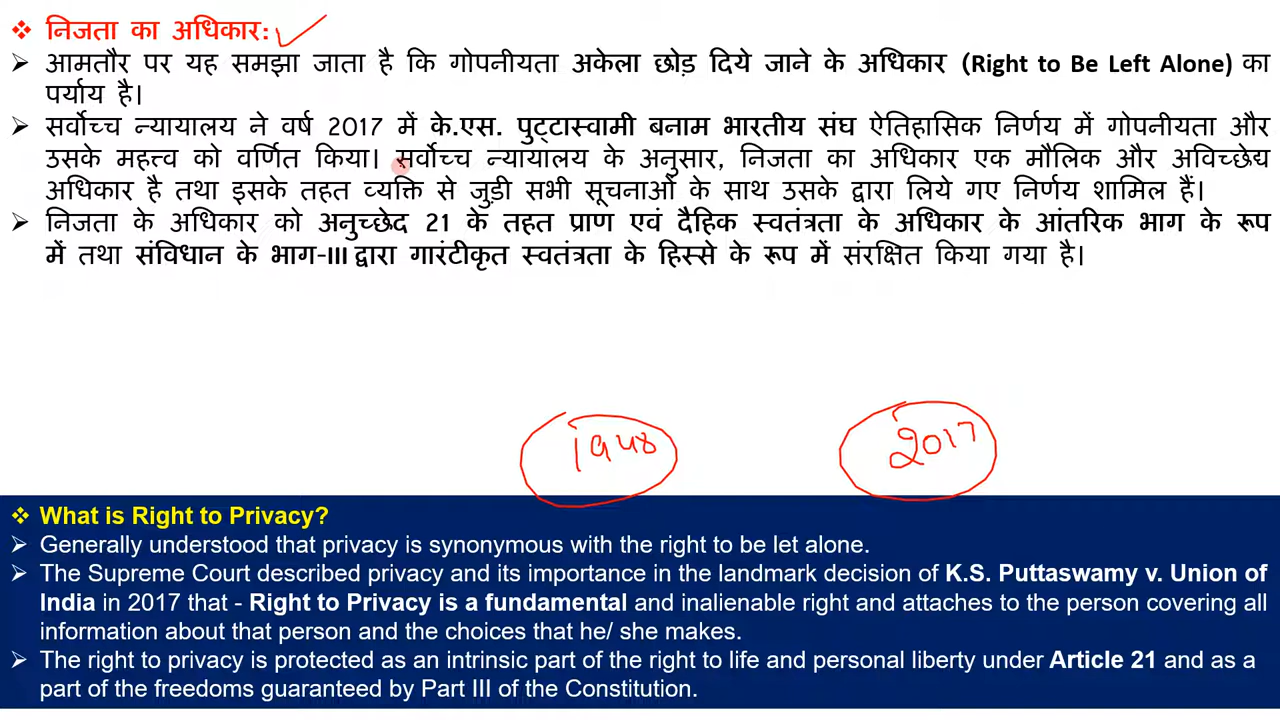 ❖ निजता का अधिकार:
➢ आमतौर पर यह समझा जाता है कि गोपनीयता अकेला छोड़ दिये जाने के अधिकार (Right to Be Left Alone) का
पर्याय है।
➢ सर्वोच्च न्यायालय ने वर्ष 2017 में के.एस. पुट्टास्वामी बनाम भारतीय संघ ऐतिहासिक निर्णय में गोपनीयता और
उसके महत्त्व को वर्णित किया। सर्वोच्च न्यायालय के अनुसार, निजता का अधिकार एक मौलिक और अविच्छेद्य
अधिकार है तथा इसके तहत व्यक्ति से जुड़ी सभी सूचनाओं के साथ उसके द्वारा लिये गए निर्णय शामिल हैं।
➢ निजता के अधिकार को अनुच्छेद 21 के तहत प्राण एवं दैहिक स्वतंत्रता के अधिकार के आंतरिक भाग के रूप
में तथा संविधान के भाग-III द्वारा गारंटीकृत स्वतंत्रता के हिस्से के रूप में संरक्षित किया गया है।
1948 2017
❖ What is Right to Privacy?
➢ Generally understood that privacy is synonymous with the right to be let alone.
➢ The Supreme Court described privacy and its importance in the landmark decision of K.S. Puttaswamy v. Union of
India in 2017 that - Right to Privacy is a fundamental and inalienable right and attaches to the person covering all
information about that person and the choices that he/ she makes.
➢ The right to privacy is protected as an intrinsic part of the right to life and personal liberty under Article 21 and as a
part of the freedoms guaranteed by Part III of the Constitution.